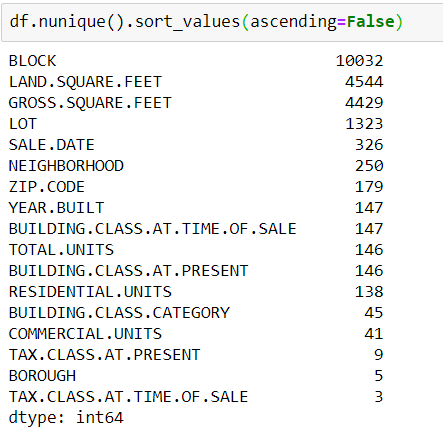 df.nunique().sort_values(ascending=False)
BLOCK 10032
LAND.SQUARE.FEET 4544
GROSS.SQUARE.FEET 4429
LOT 1323
SALE.DATE 326
NEIGHBORHOOD 250
ZIP.CODE 179
YEAR.BUILT 147
BUILDING.CLASS.AT.TIME.OF.SALE 147
TOTAL.UNITS 146
BUILDING.CLASS.AT.PRESENT 146
RESIDENTIAL.UNITS 138
BUILDING.CLASS.CATEGORY 45
COMMERCIAL.UNITS 41
TAX.CLASS.AT.PRESENT 9
BOROUGH 5
TAX.CLASS.AT.TIME.OF.SALE 3
dtype: int64